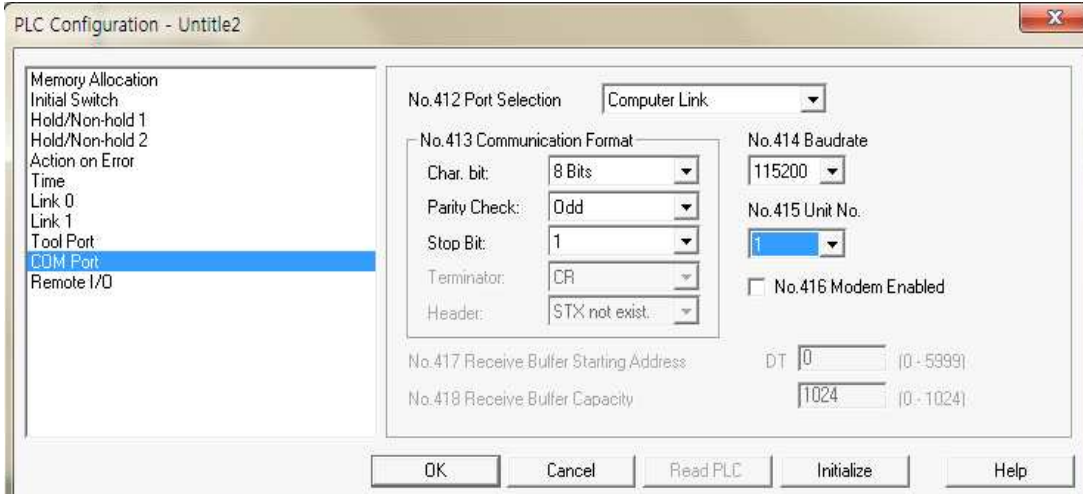 PLC Configuration - Untitle2
Memory Allocation
Initial Switch
Hold/Non-hold 1
Hold/Non-hold 2
Action on Error
Time
Link 0
Link 1
Tool Port
COM Port
Remote I/O
No.412 Port Selection Computer Link
No.413 Communication Format
Char. bit: 8 Bits
Parity Check: Odd
Stop Bit: 1
Terminator: CR
Header: STX not exist.
No.414 Baudrate
115200
No.415 Unit No.
1
No.416 Modem Enabled
No.417 Receive Buffer Starting Address DT 0 (0 - 5999)
No.418 Receive Buffer Capacity 1024 (0 - 1024)
OK Cancel Read PLC Initialize Help